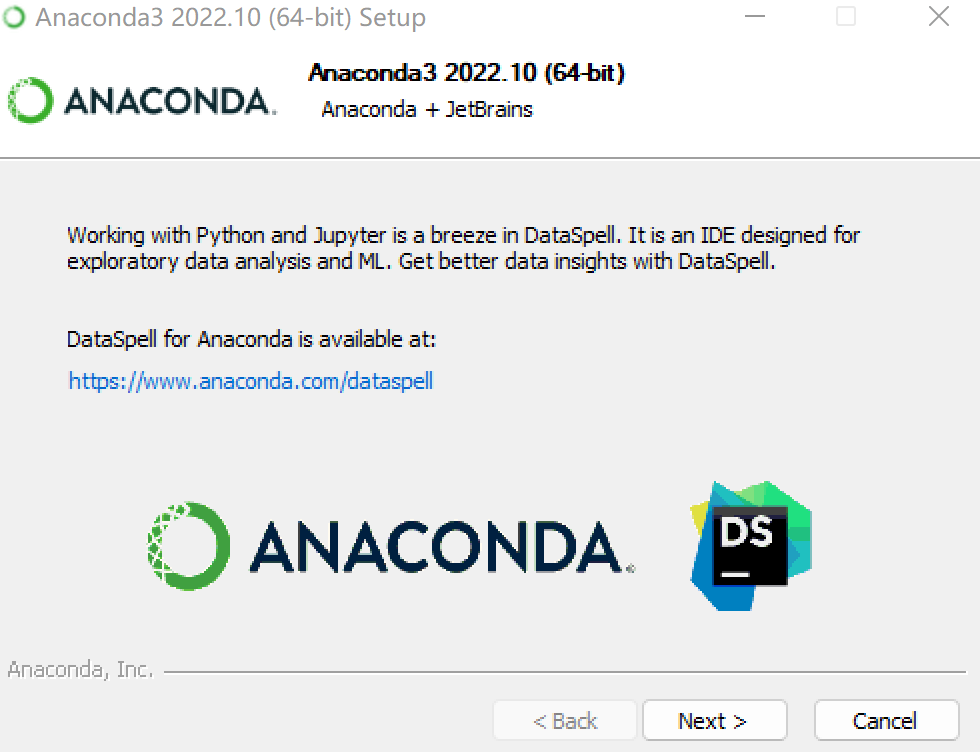 Anaconda3 2022.10 (64-bit) Setup
ANACONDA.
Anaconda3 2022.10 (64-bit)
Anaconda + JetBrains
Working with Python and Jupyter is a breeze in DataSpell. It is an IDE designed for
exploratory data analysis and ML. Get better data insights with DataSpell.
DataSpell for Anaconda is available at:
https://www.anaconda.com/dataspell
ANACONDA®
DS
Anaconda, Inc.
< Back
Next >
Cancel